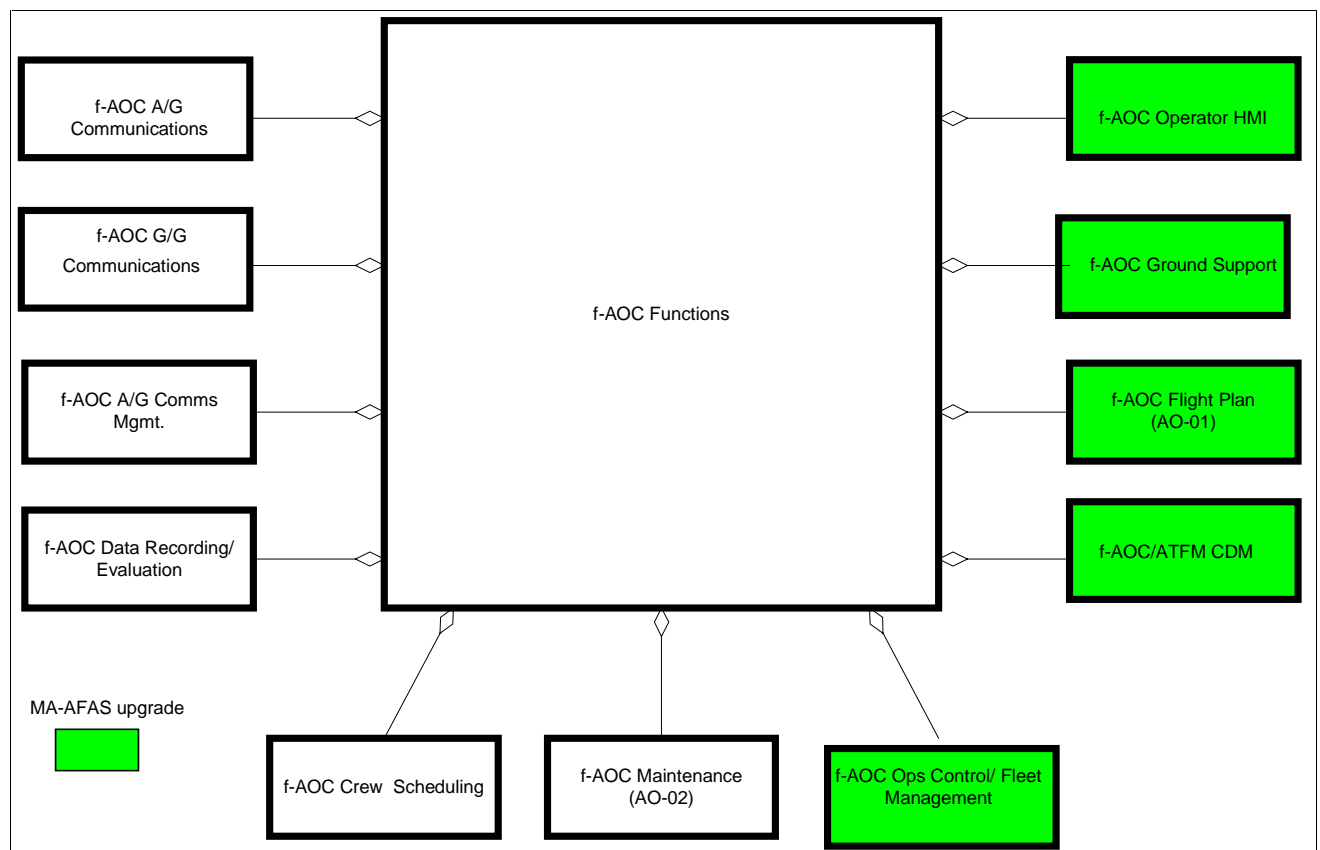 f-AOC A/G
Communications
f-AOC G/G
Communications
f-AOC A/G Comms
Mgmt.
f-AOC Data Recording/
Evaluation
f-AOC Functions
f-AOC Operator HMI
f-AOC Ground Support
f-AOC Flight Plan
(AO-01)
f-AOC/ATFM CDM
MA-AFAS upgrade
f-AOC Crew Scheduling
f-AOC Maintenance
(AO-02)
f-AOC Ops Control/ Fleet
Management